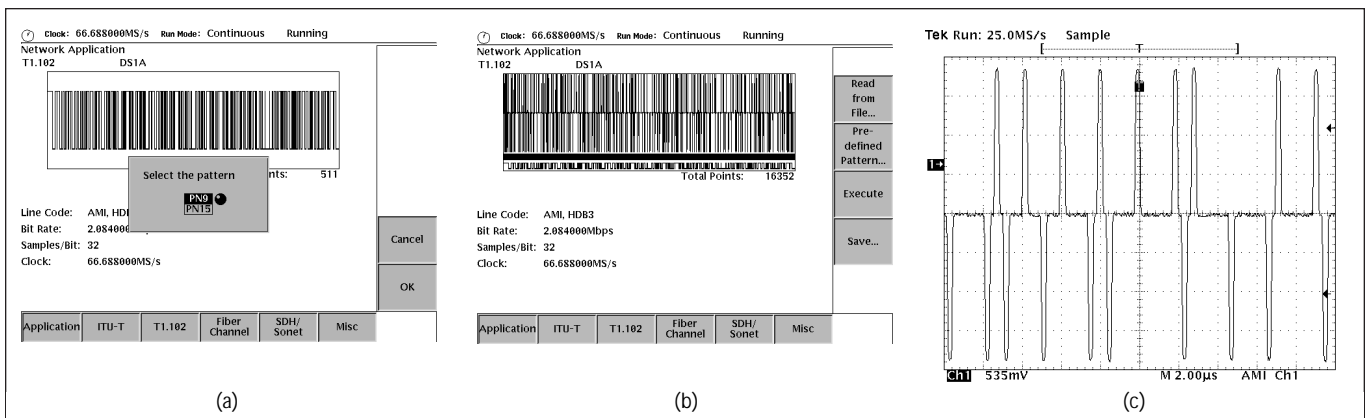 Clock: 66.688000MS/s Run Mode: Continuous Running
Network Application
T1.102 DS1A
Select the pattern
PN9
PN15
nts: 511
Line Code: AMI, HD
Bit Rate: 2.084000
Samples/Bit: 32
Clock: 66.688000MS/s
Cancel
OK
Application ITU-T T1.102 Fiber Channel SDH/ Sonet Misc
(a)
Clock: 66.688000MS/s Run Mode: Continuous Running
Network Application
T1.102 DS1A
Total Points: 16352
Line Code: AMI, HDB3
Bit Rate: 2.084000Mbps
Samples/Bit: 32
Clock: 66.688000MS/s
Read
from
File...
Pre-
defined
Pattern...
Execute
Save...
Application ITU-T T1.102 Fiber Channel SDH/ Sonet Misc
(b)
Tek Run: 25.0MS/s Sample
T
1
Ch1 535mV M 2.00µs AMI Ch1
(c)